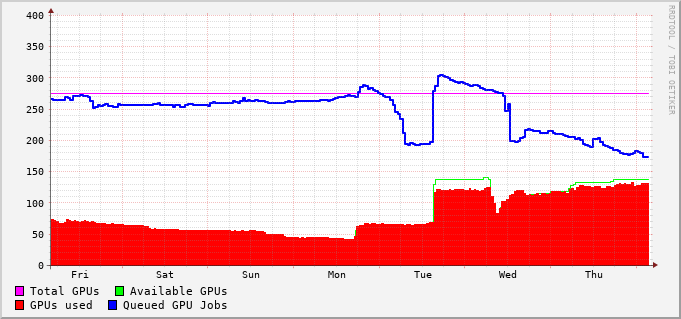 400
350
300
250
200
150
100
50
0
Fri Sat Sun Mon Tue Wed Thu
Total GPUs Available GPUs
GPUs used Queued GPU Jobs
RRDTOOL / TOBI OETIKER